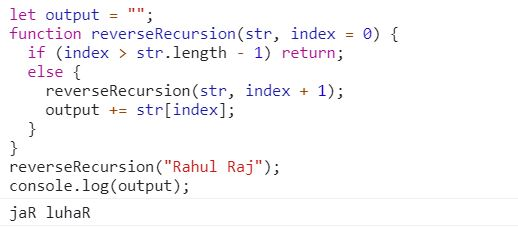 let output = "";
function reverseRecursion(str, index = 0) {
  if (index > str.length - 1) return;
  else {
    reverseRecursion(str, index + 1);
    output += str[index];
  }
}
reverseRecursion("Rahul Raj");
console.log(output);
jaR luhaR